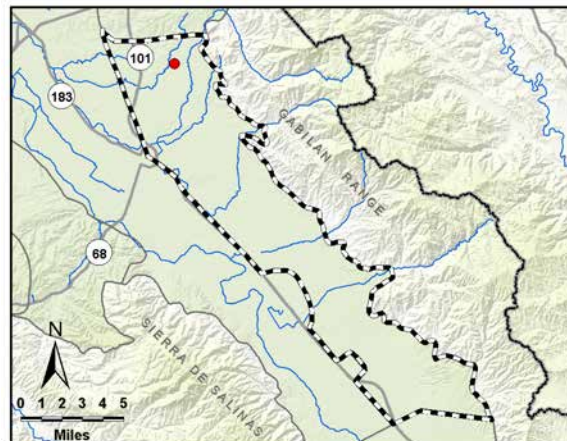 101
183
GABILAN RANGE
68
SIERRA DE SALINAS
N
0 1 2 3 4 5
Miles